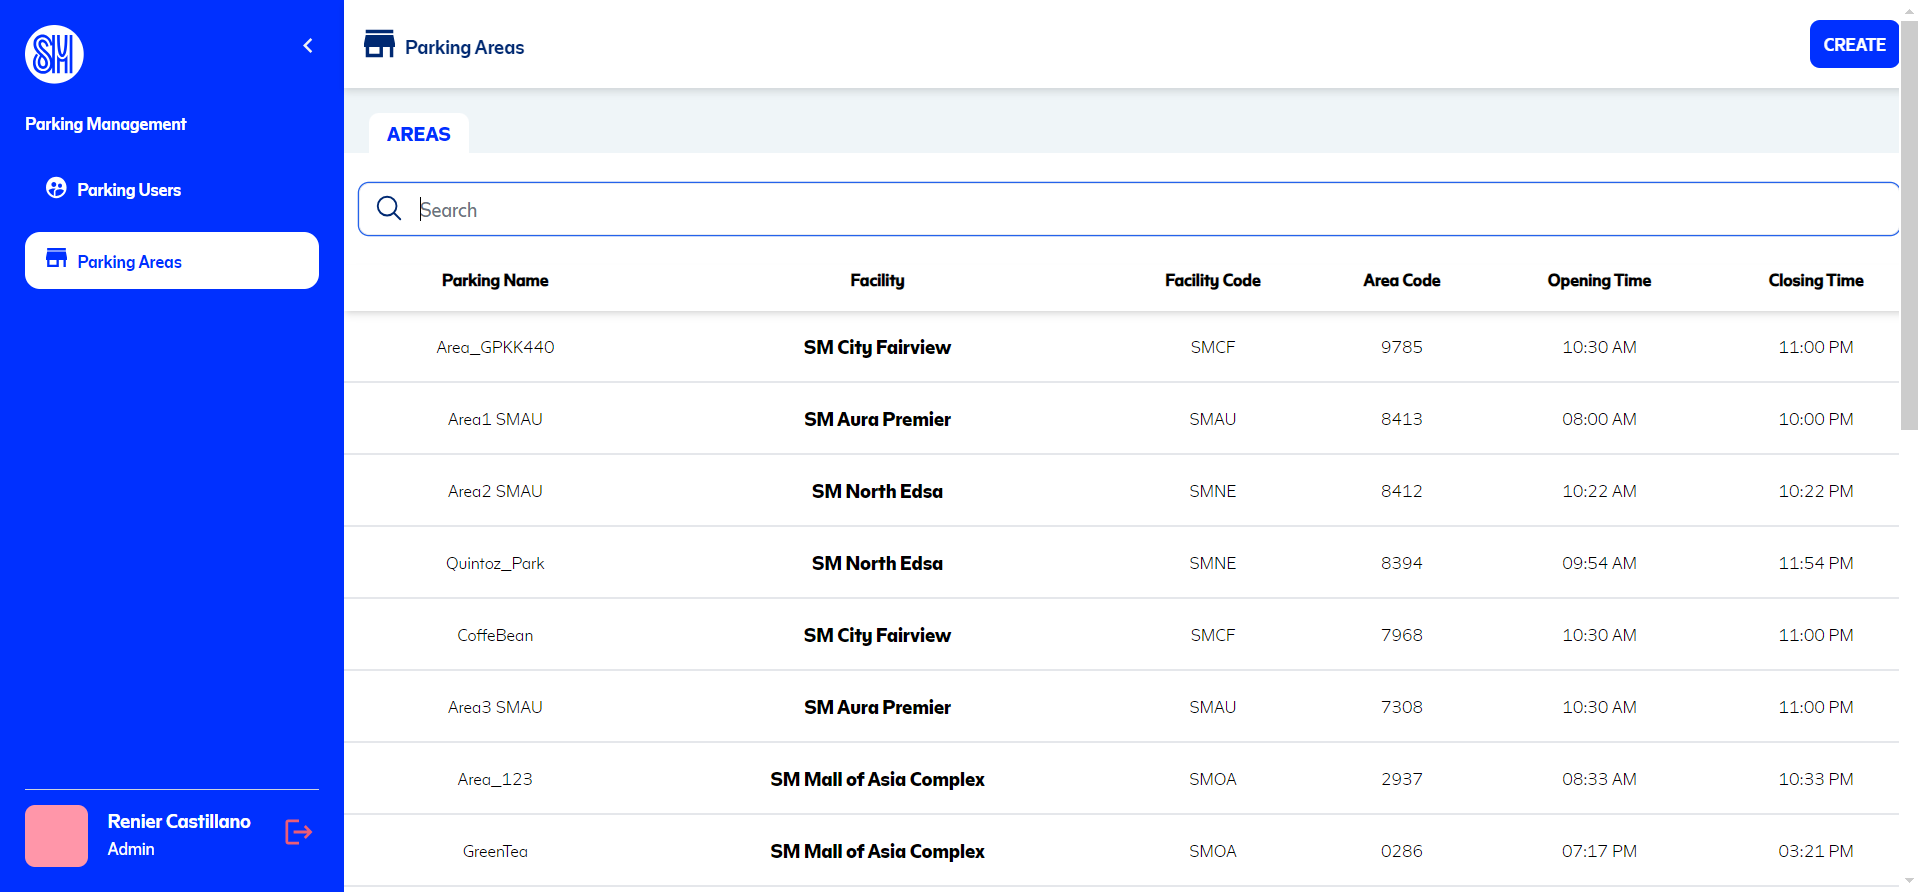 SM
Parking Management
Parking Users
Parking Areas
Renier Castillano
Admin
Parking Areas
CREATE
AREAS
Search
Parking Name Facility Facility Code Area Code Opening Time Closing Time
Area_GPKK440 SM City Fairview SMCF 9785 10:30 AM 11:00 PM
Area1 SMAU SM Aura Premier SMAU 8413 08:00 AM 10:00 PM
Area2 SMAU SM North Edsa SMNE 8412 10:22 AM 10:22 PM
Quintoz_Park SM North Edsa SMNE 8394 09:54 AM 11:54 PM
CoffeBean SM City Fairview SMCF 7968 10:30 AM 11:00 PM
Area3 SMAU SM Aura Premier SMAU 7308 10:30 AM 11:00 PM
Area_123 SM Mall of Asia Complex SMOA 2937 08:33 AM 10:33 PM
GreenTea SM Mall of Asia Complex SMOA 0286 07:17 PM 03:21 PM